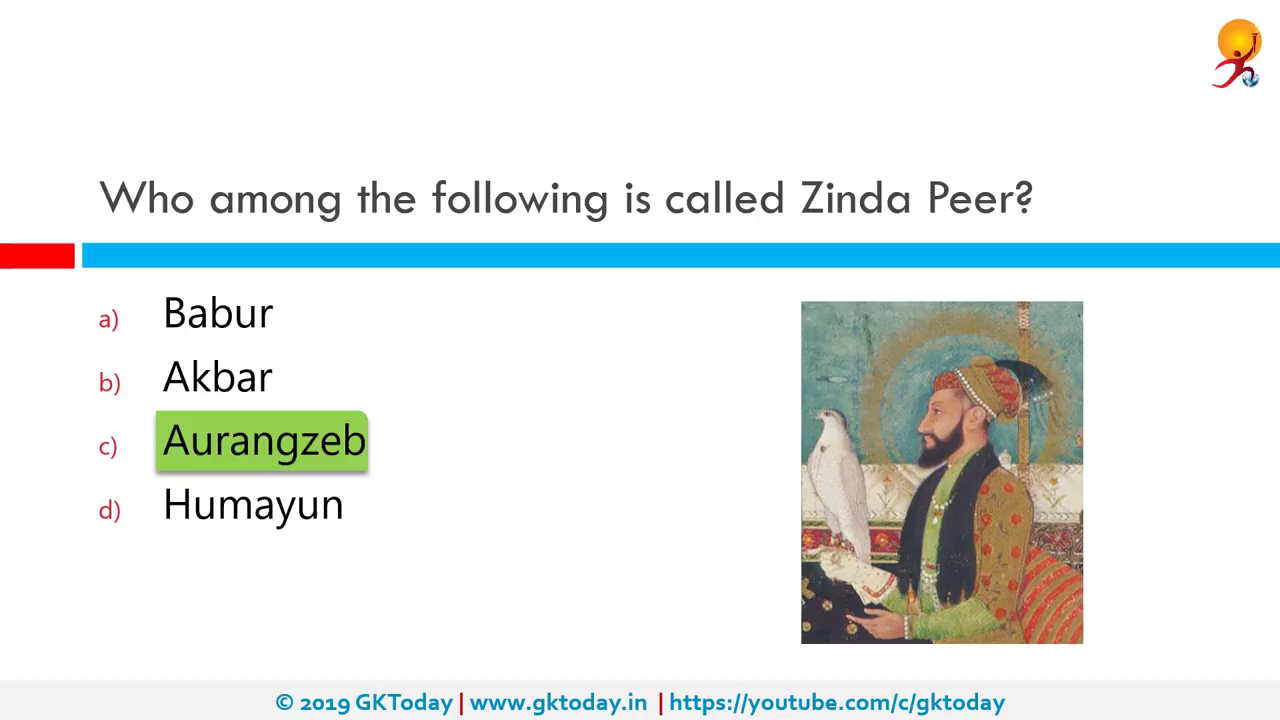 Who among the following is called Zinda Peer?
a) Babur
b) Akbar
c) Aurangzeb
d) Humayun
© 2019 GKToday | www.gktoday.in | https://youtube.com/c/gktoday